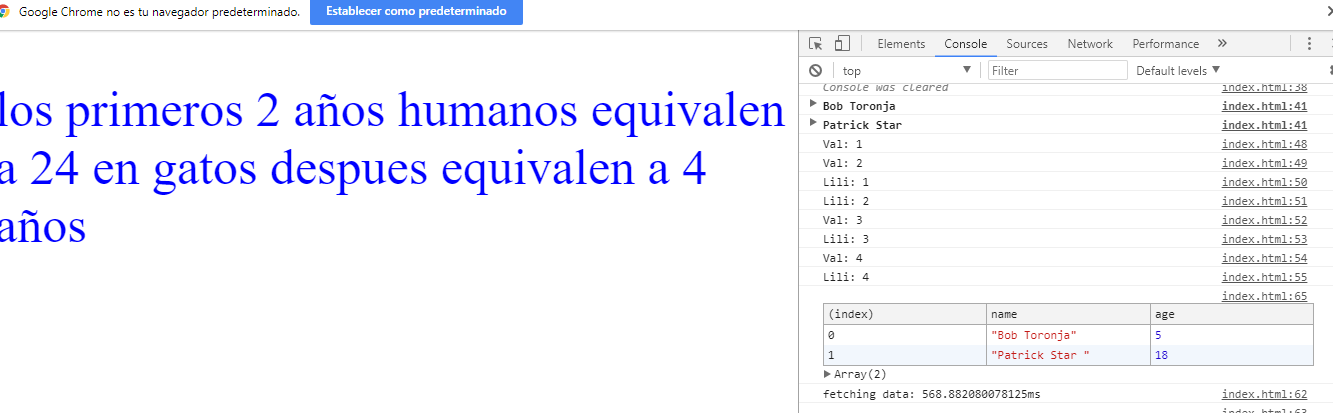 Google Chrome no es tu navegador predeterminado. Establecer como predeterminado
los primeros 2 años humanos equivalen
a 24 en gatos despues equivalen a 4
años
Elements Console Sources Network Performance »
top Filter Default levels
Console was cleared index.html:38
Bob Toronja index.html:41
Patrick Star index.html:41
Val: 1 index.html:48
Val: 2 index.html:49
Lili: 1 index.html:50
Lili: 2 index.html:51
Val: 3 index.html:52
Lili: 3 index.html:53
Val: 4 index.html:54
Lili: 4 index.html:55
index.html:65
(index) name age
0 "Bob Toronja" 5
1 "Patrick Star " 18
Array(2)
fetching data: 568.882080078125ms index.html:62
index.html:63